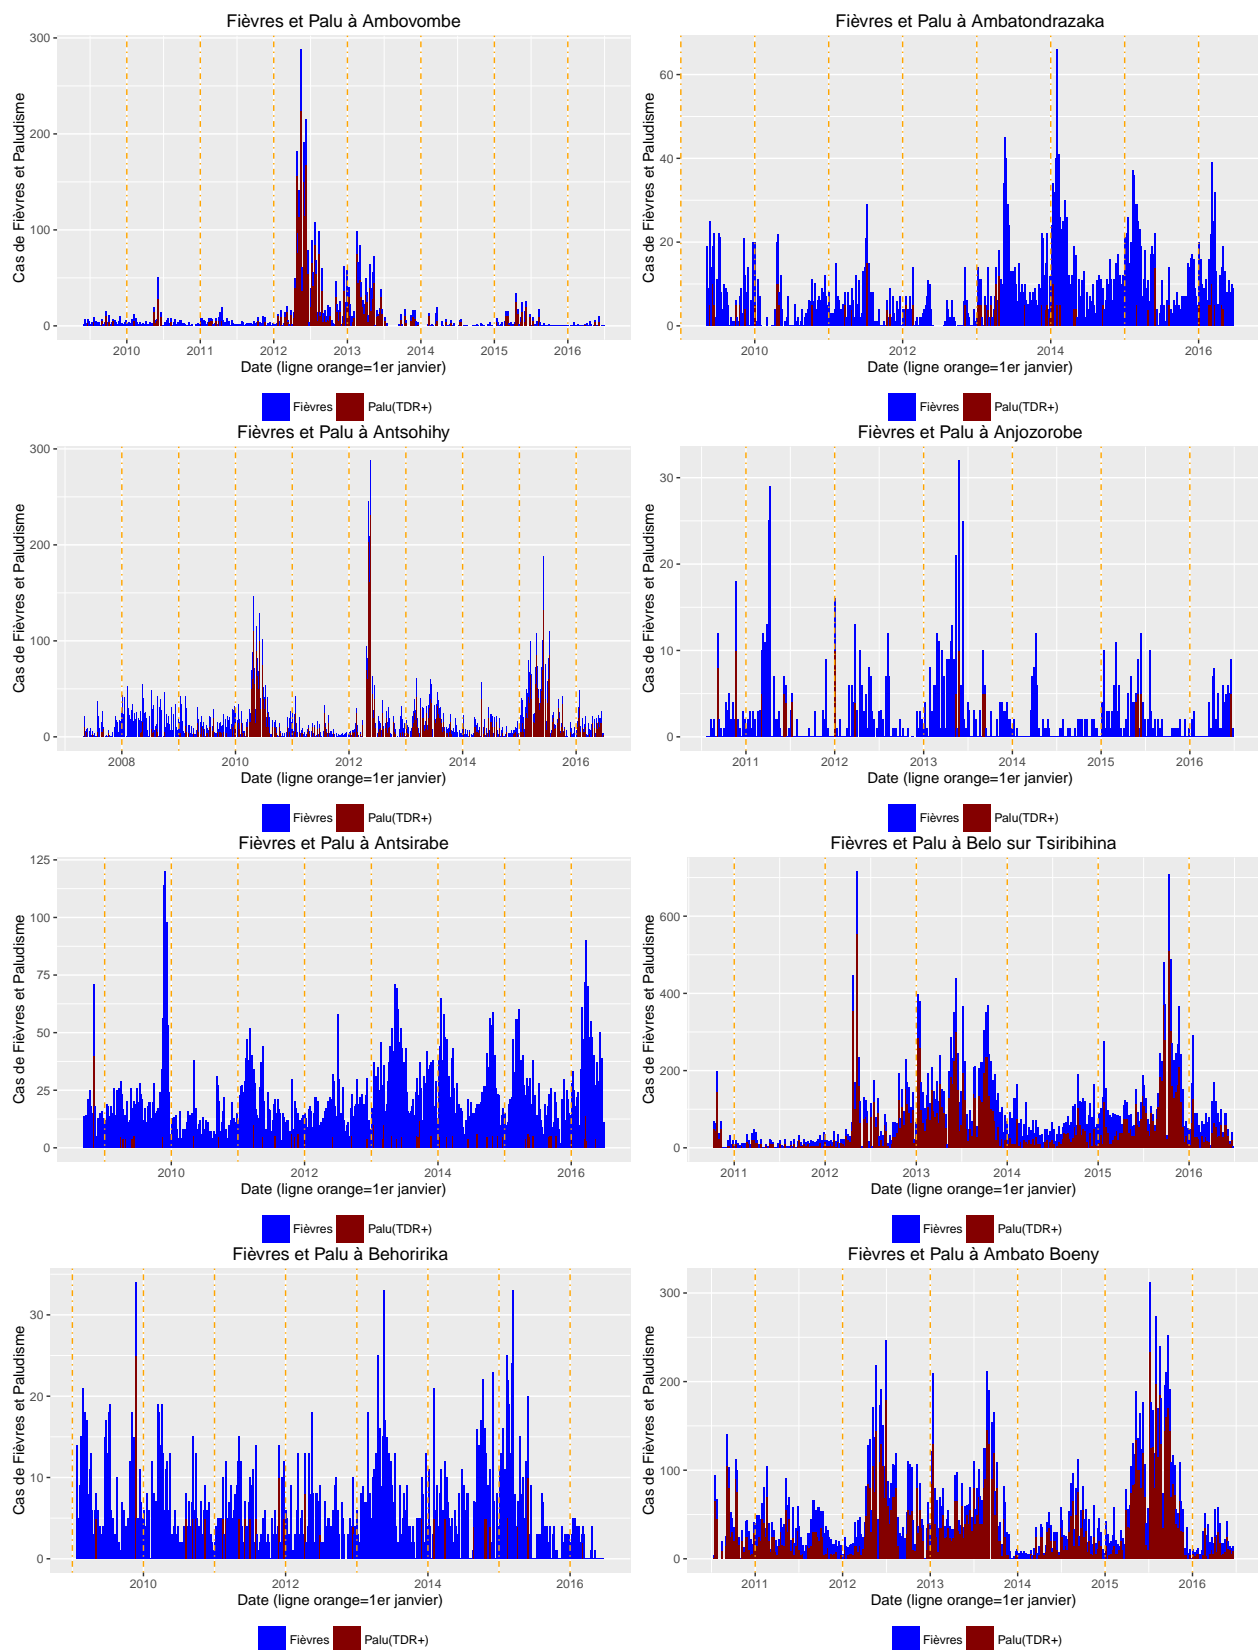 Fièvres et Palu à Ambovombe
Cas de Fièvres et Paludisme
300
200
100
0
2010 2011 2012 2013 2014 2015 2016
Date (ligne orange=1er janvier)
Fièvres Palu(TDR+)
Fièvres et Palu à Ambatondrazaka
Cas de Fièvres et Paludisme
60
40
20
0
2010 2012 2014 2016
Date (ligne orange=1er janvier)
Fièvres Palu(TDR+)
Fièvres et Palu à Antsohihy
Cas de Fièvres et Paludisme
300
200
100
0
2008 2010 2012 2014 2016
Date (ligne orange=1er janvier)
Fièvres Palu(TDR+)
Fièvres et Palu à Anjozorobe
Cas de Fièvres et Paludisme
30
20
10
0
2011 2012 2013 2014 2015 2016
Date (ligne orange=1er janvier)
Fièvres Palu(TDR+)
Fièvres et Palu à Antsirabe
Cas de Fièvres et Paludisme
125
100
75
50
25
0
2010 2012 2014 2016
Date (ligne orange=1er janvier)
Fièvres Palu(TDR+)
Fièvres et Palu à Belo sur Tsiribihina
Cas de Fièvres et Paludisme
600
400
200
0
2011 2012 2013 2014 2015 2016
Date (ligne orange=1er janvier)
Fièvres Palu(TDR+)
Fièvres et Palu à Behoririka
Cas de Fièvres et Paludisme
30
20
10
0
2010 2012 2014 2016
Date (ligne orange=1er janvier)
Fièvres Palu(TDR+)
Fièvres et Palu à Ambato Boeny
Cas de Fièvres et Paludisme
300
200
100
0
2011 2012 2013 2014 2015 2016
Date (ligne orange=1er janvier)
Fièvres Palu(TDR+)